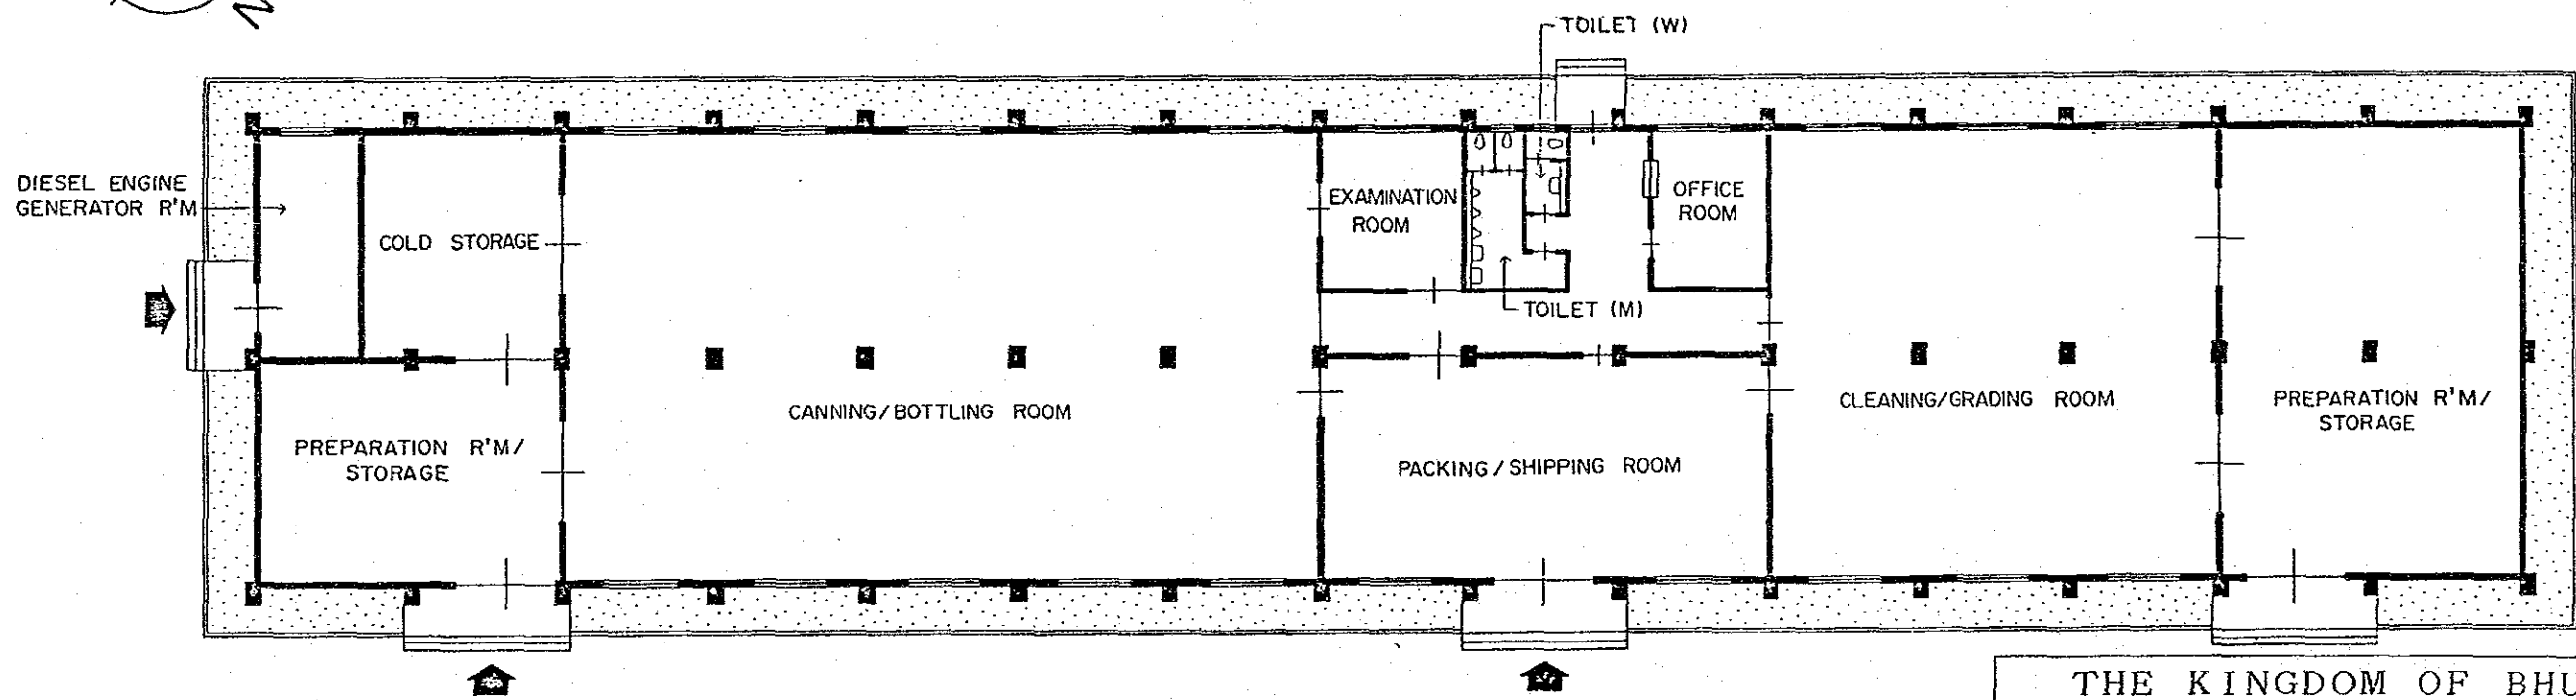 N
TOILET (W)
DIESEL ENGINE
GENERATOR R'M
COLD STORAGE
EXAMINATION
ROOM
OFFICE
ROOM
TOILET (M)
CANNING/BOTTLING ROOM
CLEANING/GRADING ROOM
PREPARATION R'M/
STORAGE
PREPARATION R'M/
STORAGE
PACKING/SHIPPING ROOM
THE KINGDOM OF BHU